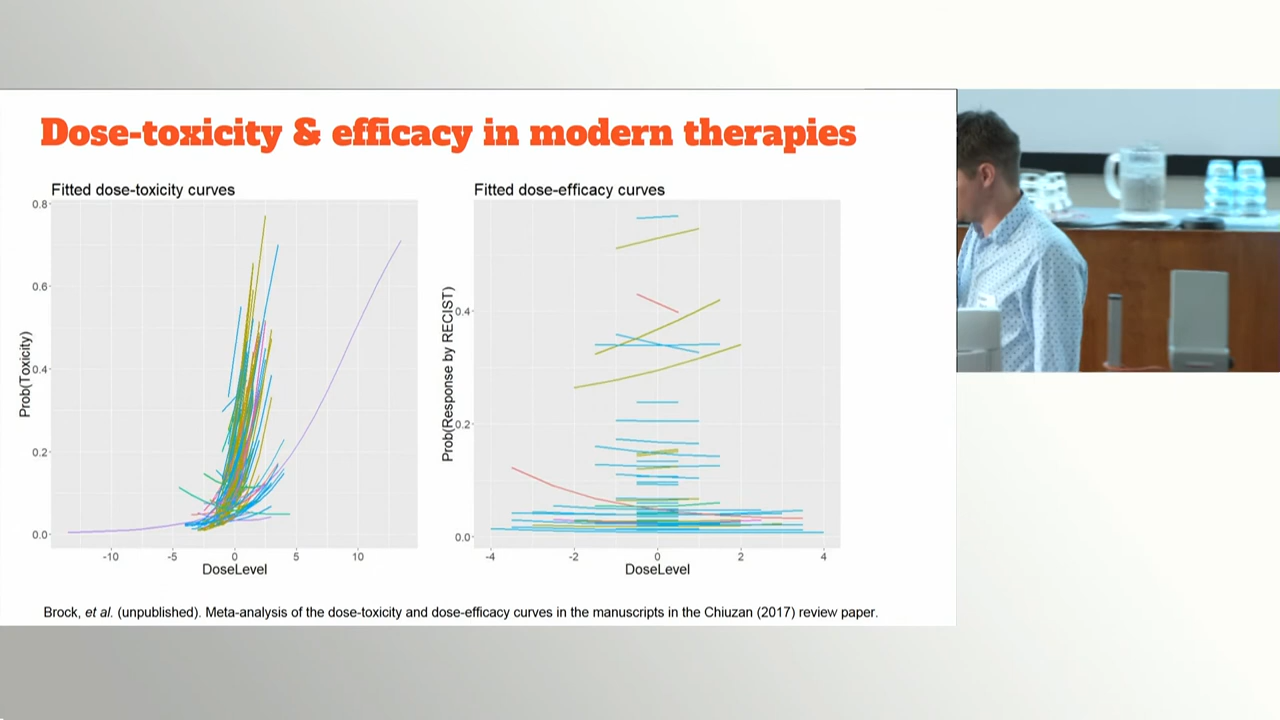 Dose-toxicity & efficacy in modern therapies
Fitted dose-toxicity curves
Prob(Toxicity)
0.8
0.6
0.4
0.2
0.0
-10 -5 0 5 10
DoseLevel
Fitted dose-efficacy curves
Prob(Response by RECIST)
0.4
0.2
0.0
-4 -2 0 2 4
DoseLevel
Brock, et al. (unpublished). Meta-analysis of the dose-toxicity and dose-efficacy curves in the manuscripts in the Chiuzan (2017) review paper.